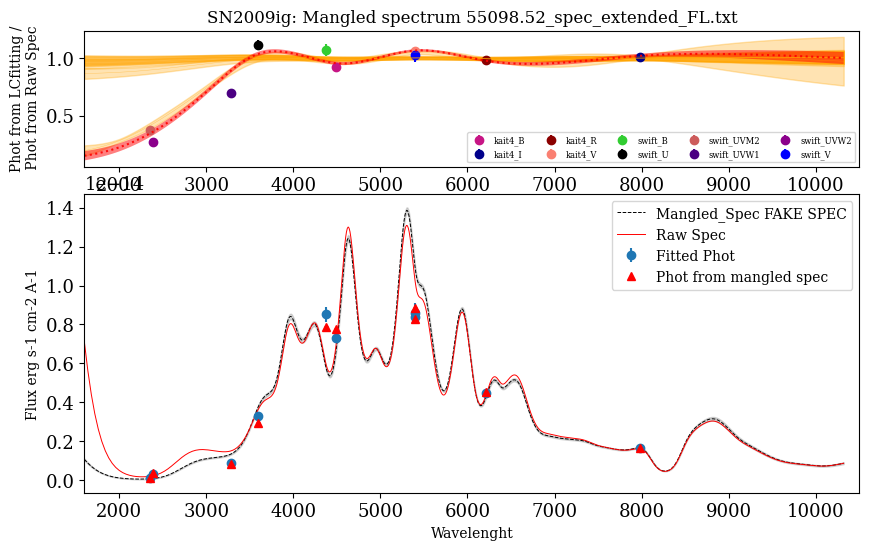 SN2009ig: Mangled spectrum 55098.52_spec_extended_FL.txt
Phot from LCfitting /
Phot from Raw Spec
1.0
0.5
kait4_B kait4_R swift_B swift_UVM2 swift_UVW2
kait4_I kait4_V swift_U swift_UVW1 swift_V
2000 3000 4000 5000 6000 7000 8000 9000 10000
1e−14
Flux erg s-1 cm-2 A-1
1.4
1.2
1.0
0.8
0.6
0.4
0.2
0.0
Mangled_Spec FAKE SPEC
Raw Spec
Fitted Phot
Phot from mangled spec
2000 3000 4000 5000 6000 7000 8000 9000 10000
Wavelenght